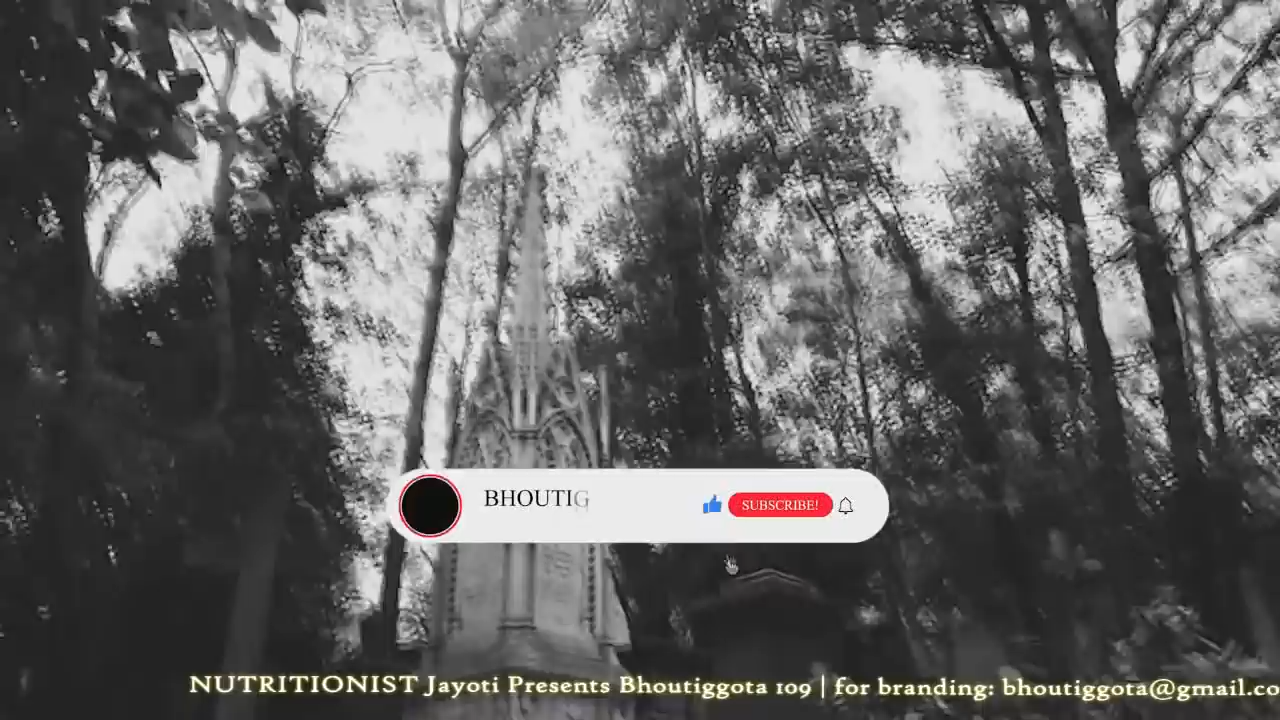 BHOUTIG
SUBSCRIBE!
NUTRITIONIST Jayoti Presents Bhoutiggota 109 | for branding: bhoutiggota@gmail.co